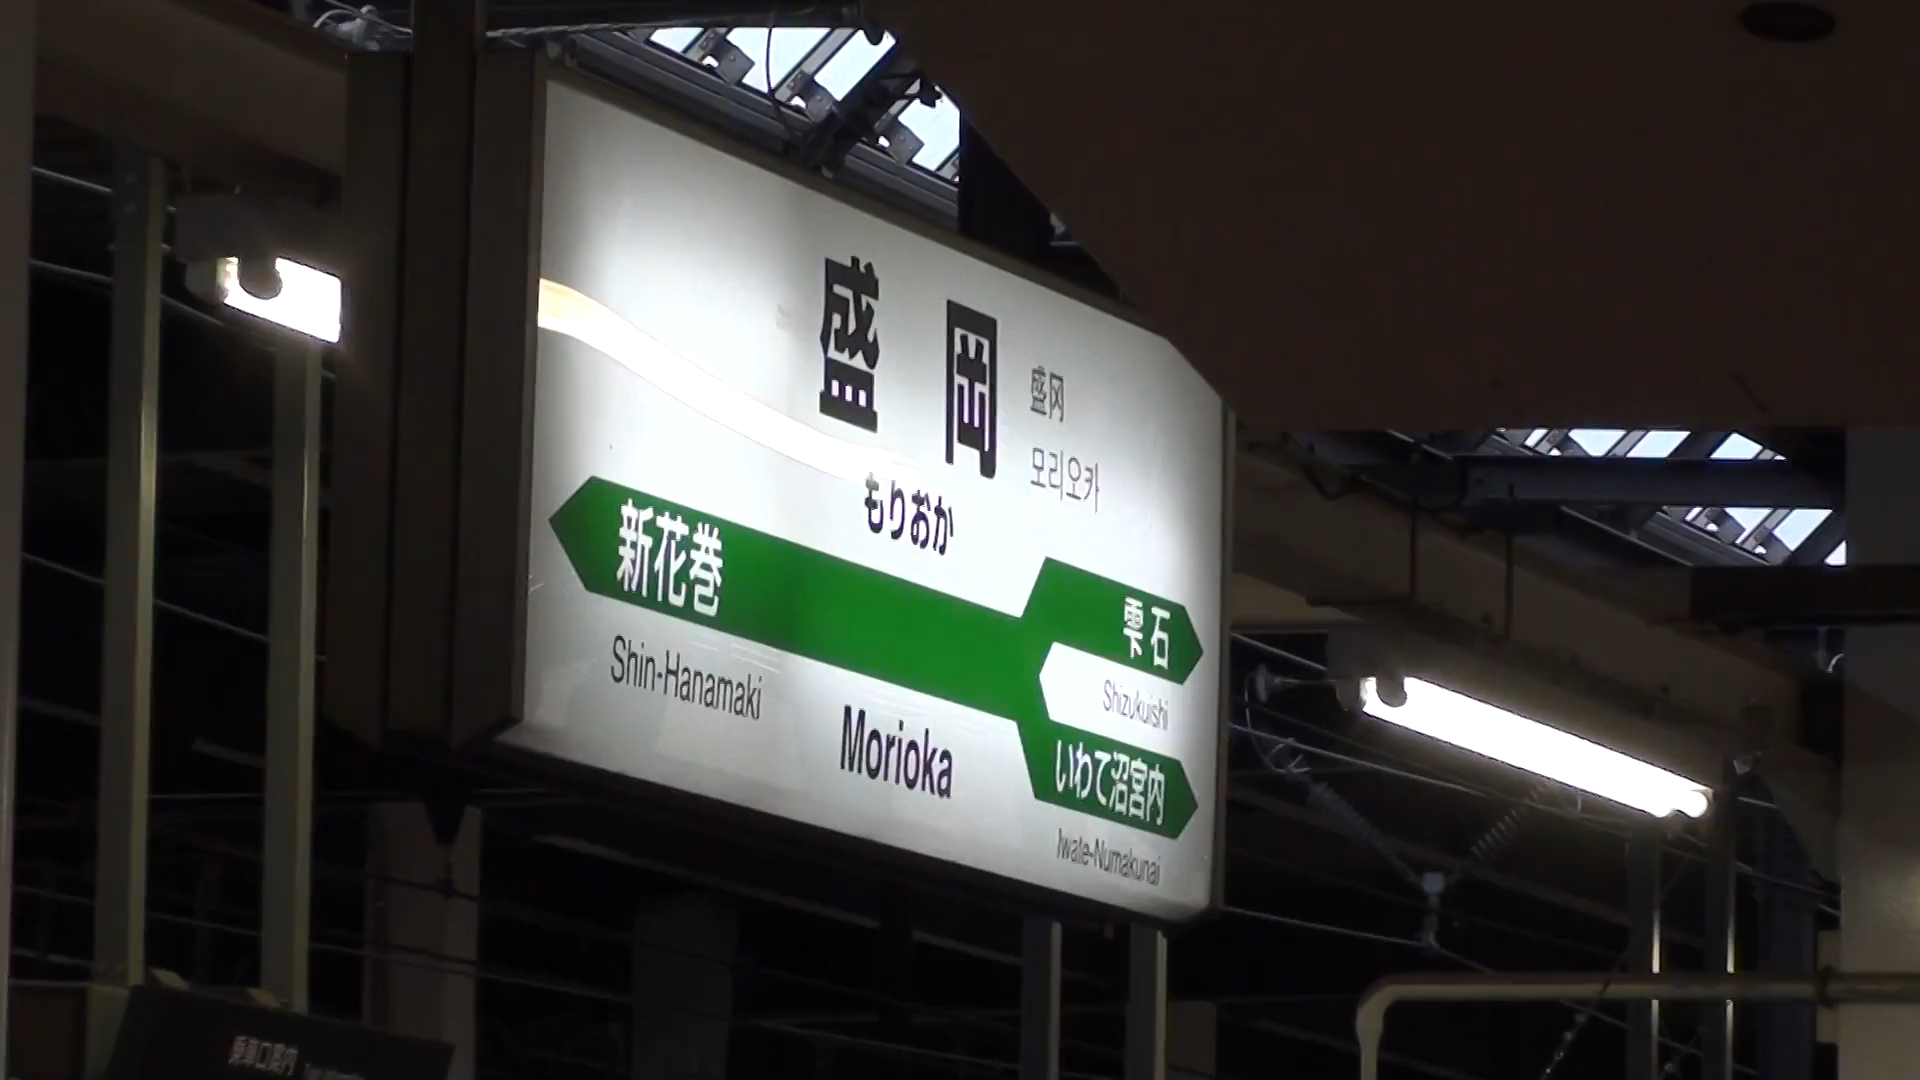 盛岡
盛冈
모리오카
もりおか
新花巻
雫石
Shin-Hanamaki
Shizukuishi
Morioka
いわて沼宮内
Iwate-Numakunai